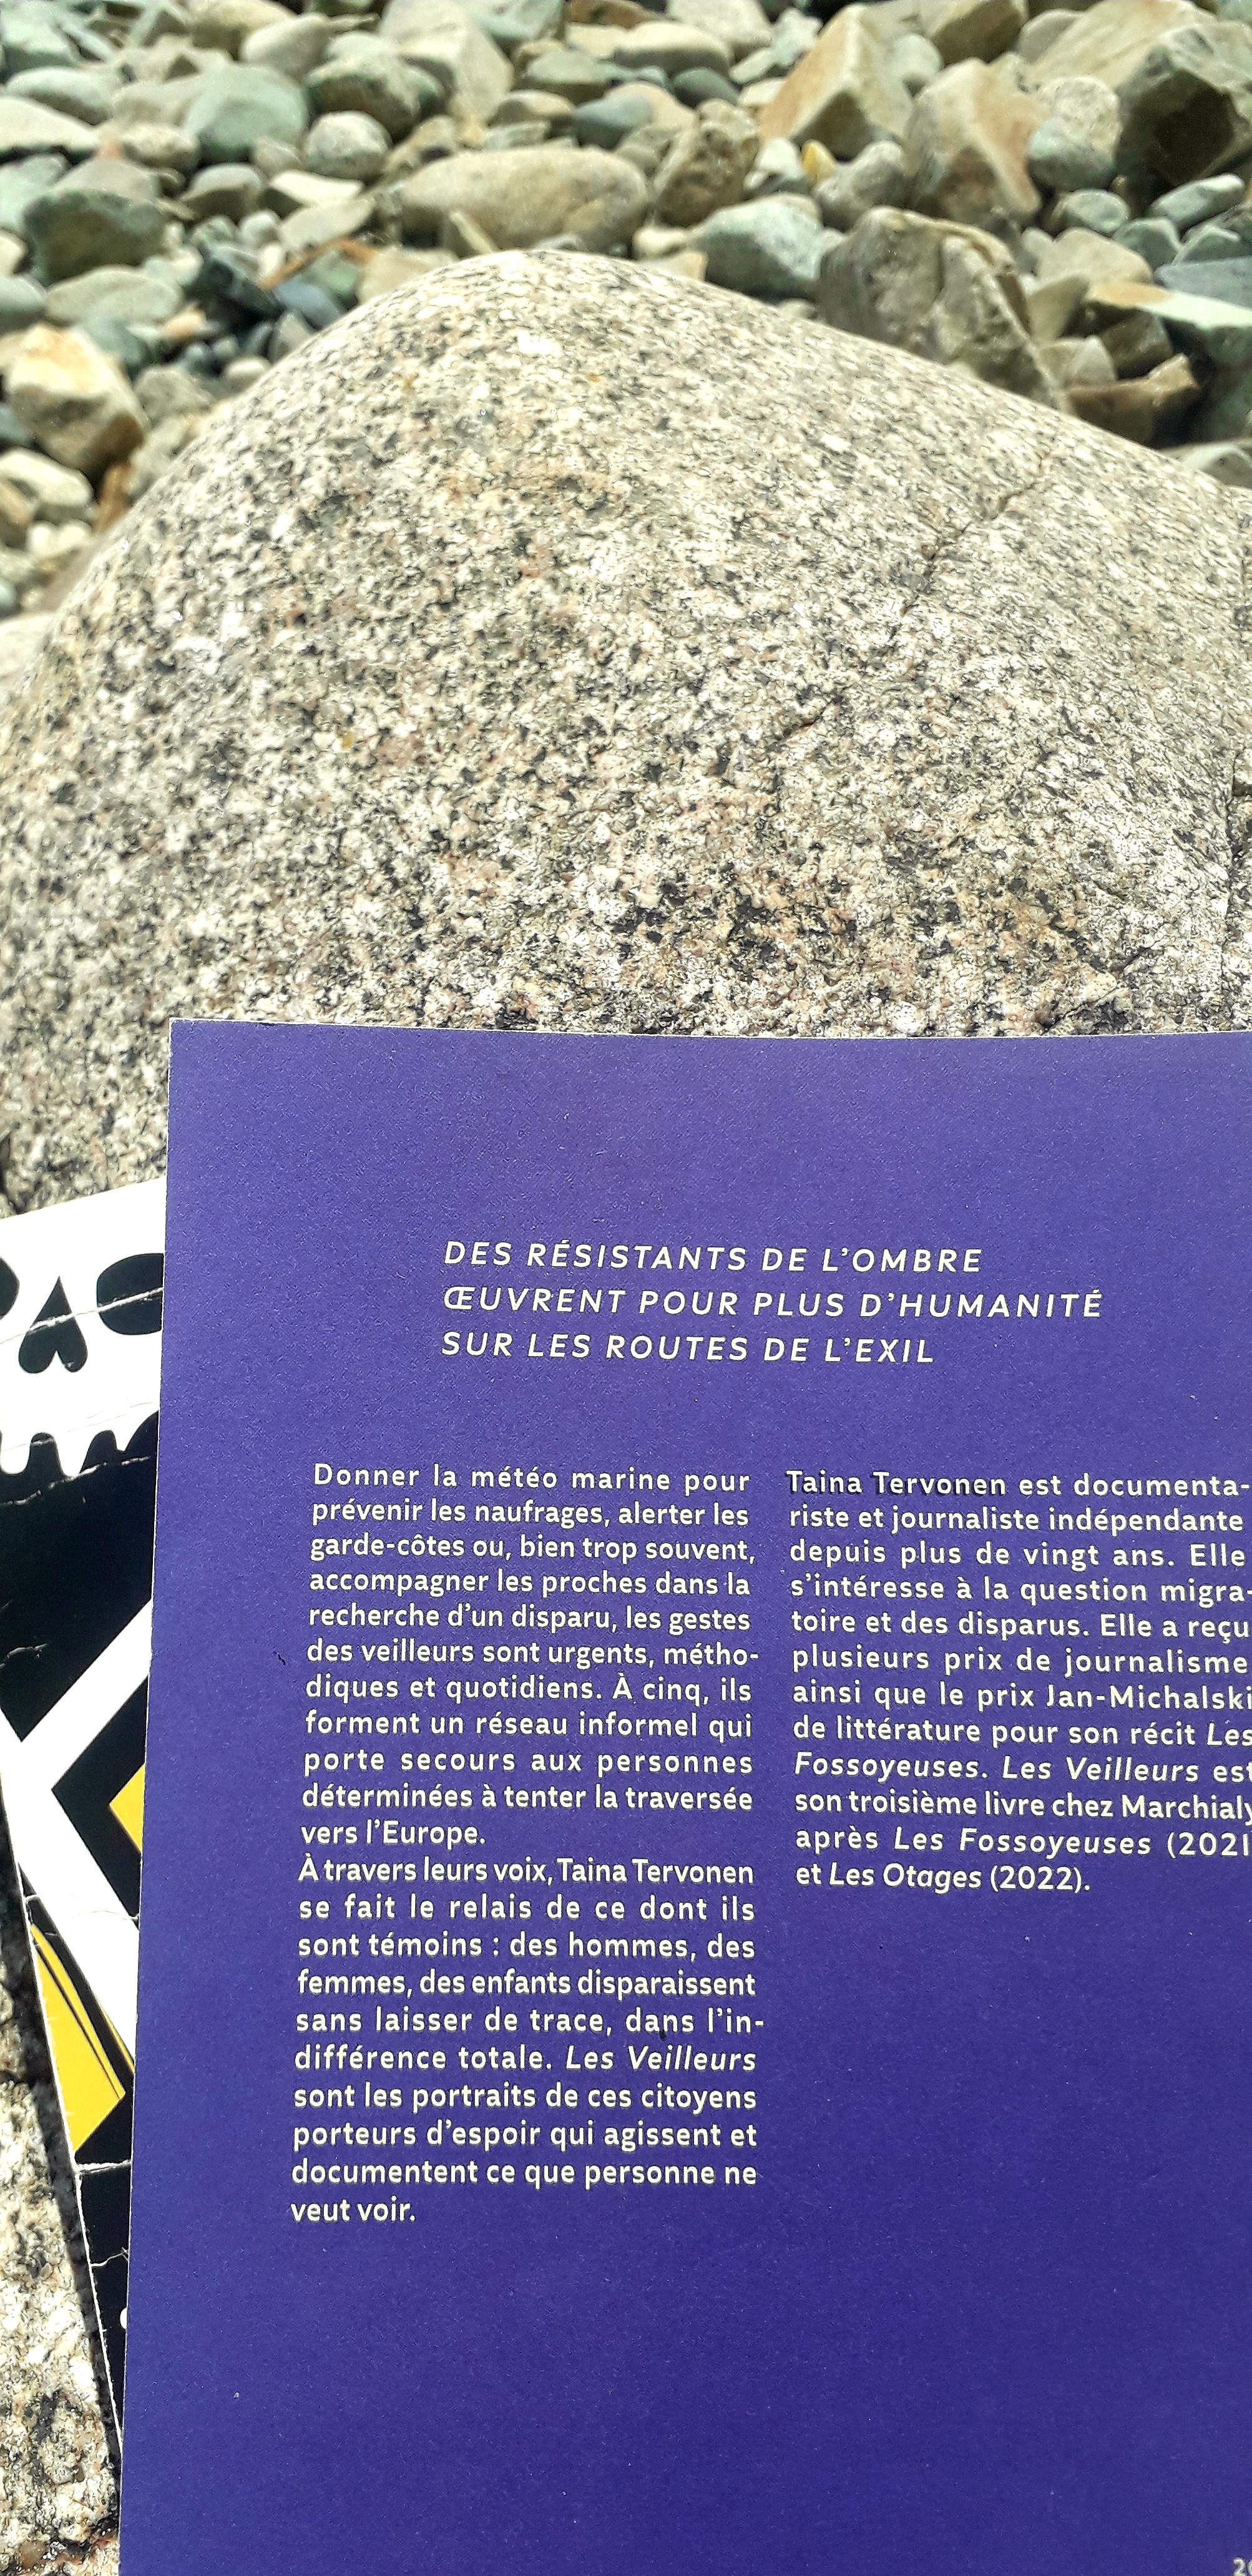 DES RÉSISTANTS DE L'OMBRE
ŒUVRENT POUR PLUS D'HUMANITÉ
SUR LES ROUTES DE L'EXIL
Donner la météo marine pour
prévenir les naufrages, alerter les
garde-côtes ou, bien trop souvent,
accompagner les proches dans la
recherche d'un disparu, les gestes
des veilleurs sont urgents, métho-
diques et quotidiens. À cinq, ils
forment un réseau informel qui
porte secours aux personnes
déterminées à tenter la traversée
vers l'Europe.
À travers leurs voix, Taina Tervonen
se fait le relais de ce dont ils
sont témoins : des hommes, des
femmes, des enfants disparaissent
sans laisser de trace, dans l'in-
différence totale. Les Veilleurs
sont les portraits de ces citoyens
porteurs d'espoir qui agissent et
documentent ce que personne ne
veut voir.
Taina Tervonen est documenta-
riste et journaliste indépendante
depuis plus de vingt ans. Elle
s'intéresse à la question migra-
toire et des disparus. Elle a reçu
plusieurs prix de journalisme
ainsi que le prix Jan-Michalski
de littérature pour son récit Les
Fossoyeuses. Les Veilleurs est
son troisième livre chez Marchialy
après Les Fossoyeuses (2021
et Les Otages (2022).